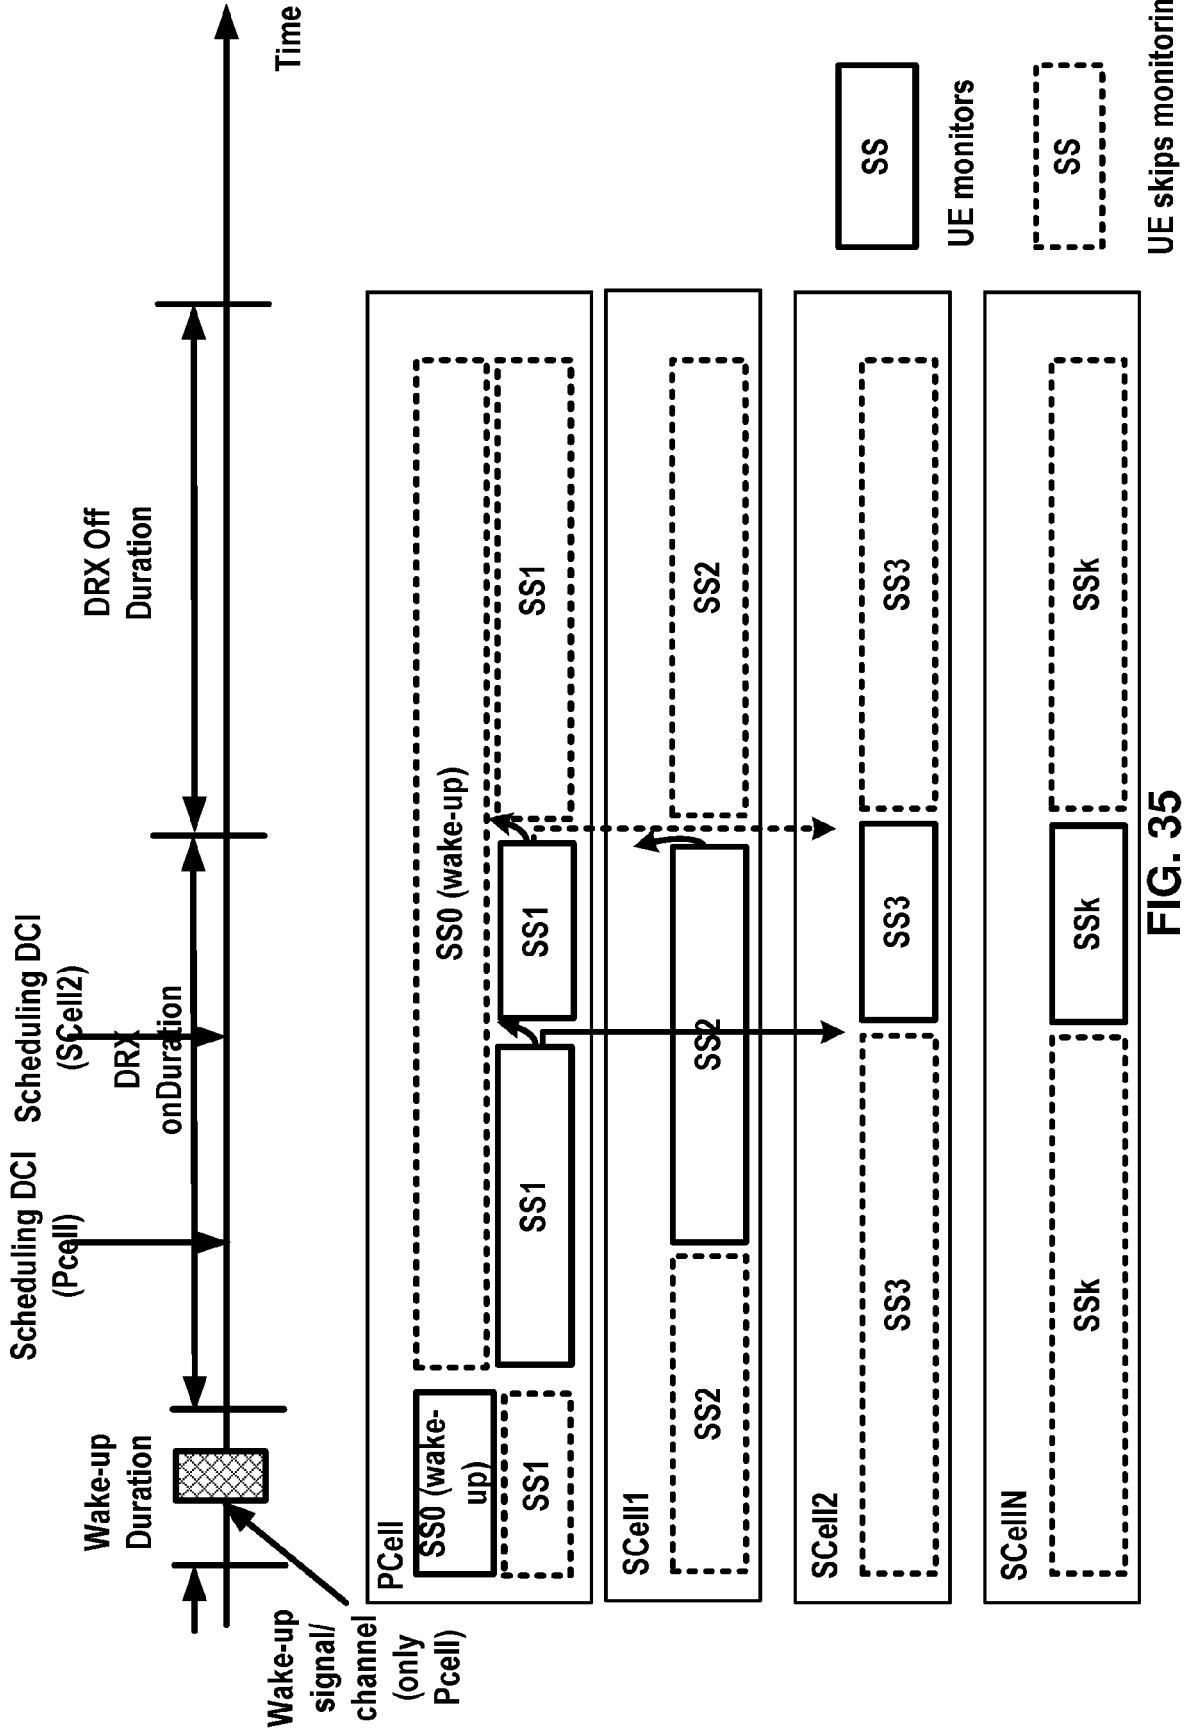 Scheduling DCI
(Pcell)
Scheduling DCI
(SCell2)
Wake-up
Duration
DRX
onDuration
DRX Off
Duration
Time
Wake-up
signal/
channel
(only
Pcell)
PCell
SS0 (wake-
up)
SS0 (wake-up)
SS1
SS1
SS1
SS1
SCell1
SS2
SS2
SS2
SCell2
SS3
SS3
SS3
SCellN
SSk
SSk
SSk
SS
UE monitors
SS
UE skips monitorin
FIG. 35